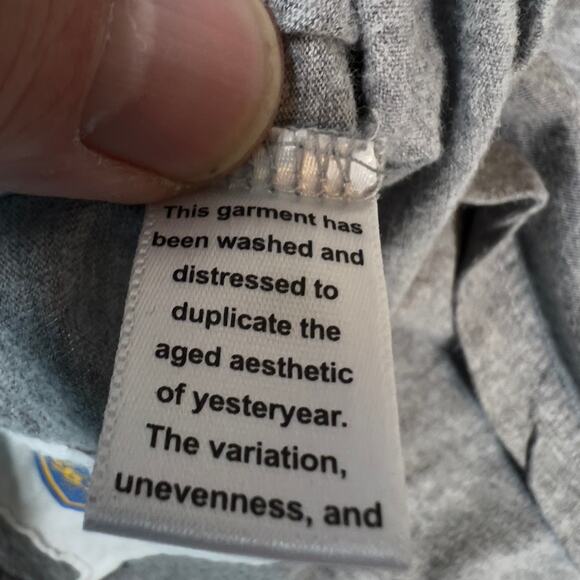 This garment has
been washed and
distressed to
duplicate the
aged aesthetic
of yesteryear.
The variation,
unevenness, and